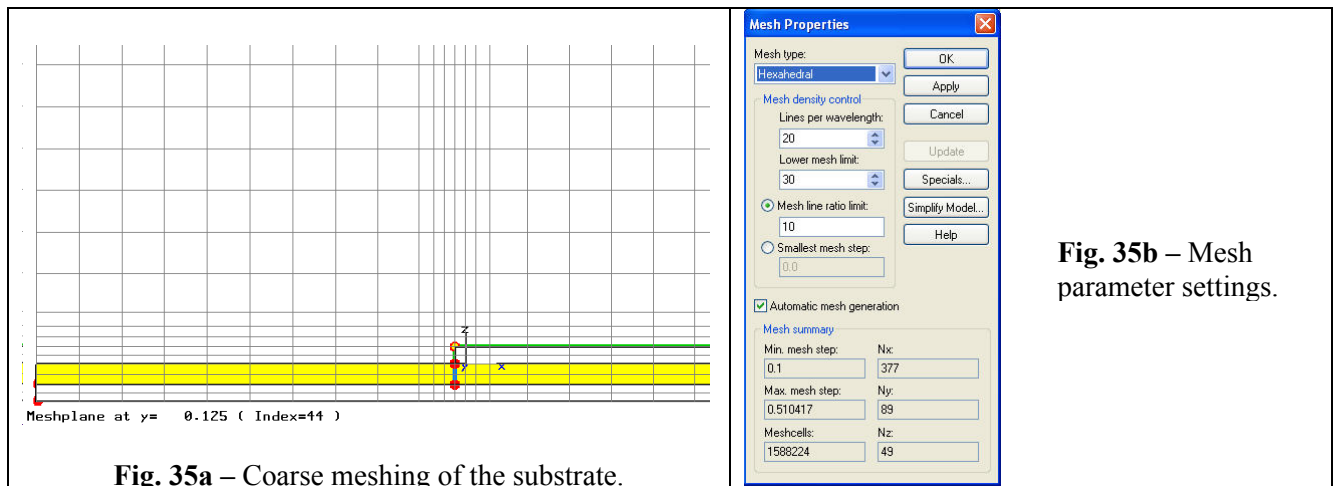 z
y
x
Meshplane at y= 0.125 ( Index=44 )
Fig. 35a – Coarse meshing of the substrate.
Mesh Properties
Mesh type:
Hexahedral
OK
Apply
Cancel
Mesh density control
Lines per wavelength:
20
Update
Lower mesh limit:
30
Specials...
Mesh line ratio limit:
Simplify Model...
10
Help
Smallest mesh step:
0.0
Automatic mesh generation
Mesh summary
Min. mesh step: Nx:
0.1 377
Max. mesh step: Ny:
0.510417 89
Meshcells: Nz:
1588224 49
Fig. 35b – Mesh
parameter settings.